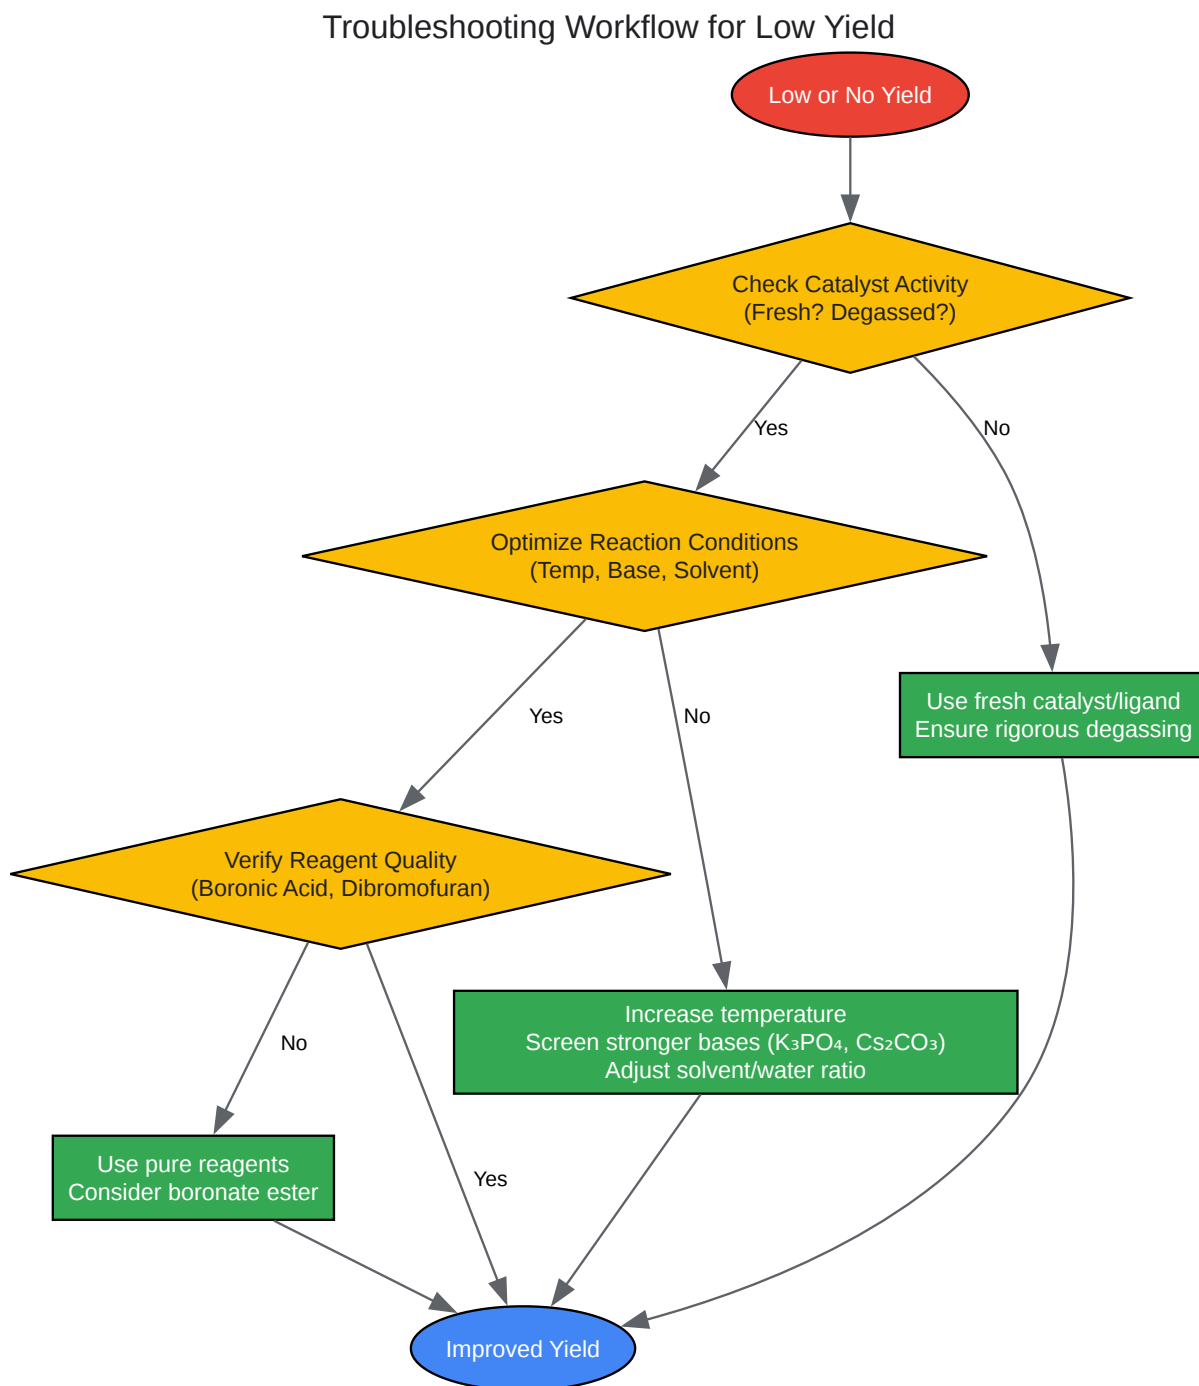 Troubleshooting Workflow for Low Yield
Low or No Yield
Check Catalyst Activity
(Fresh? Degassed?)
Yes
No
Optimize Reaction Conditions
(Temp, Base, Solvent)
Yes
No
Use fresh catalyst/ligand
Ensure rigorous degassing
Verify Reagent Quality
(Boronic Acid, Dibromofuran)
No
Yes
Increase temperature
Screen stronger bases (K₃PO₄, Cs₂CO₃)
Adjust solvent/water ratio
Use pure reagents
Consider boronate ester
Improved Yield